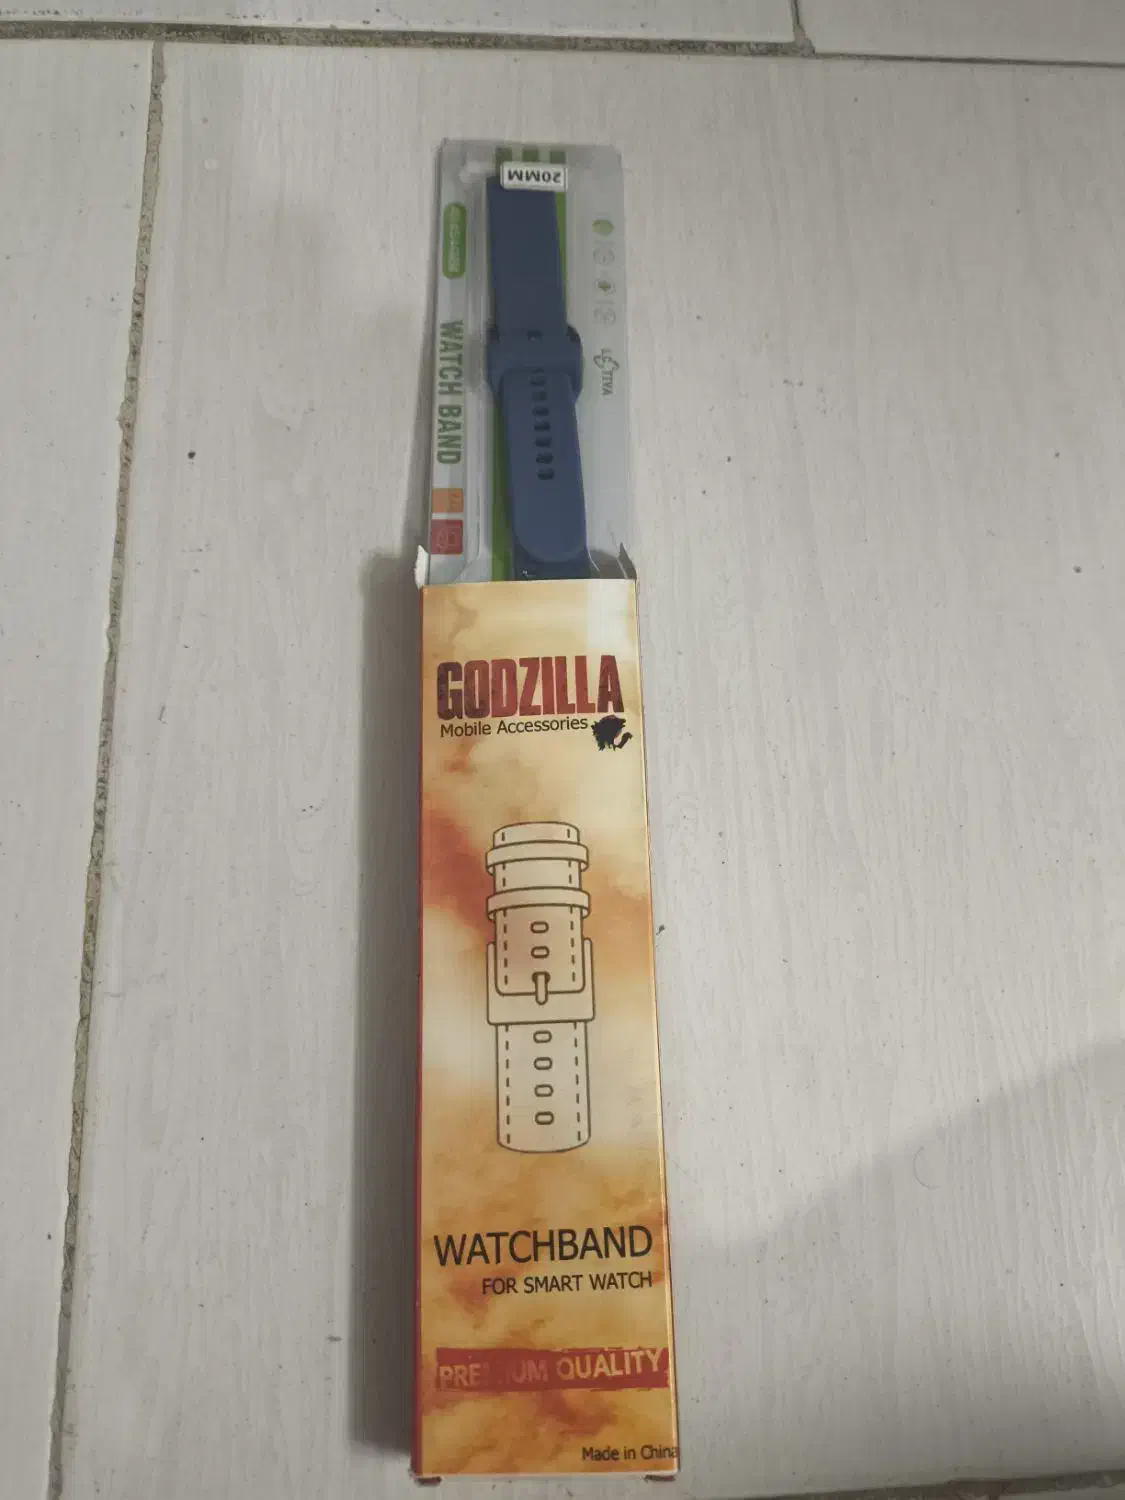 20MM
WATCH BAND
GODZILLA
Mobile Accessories
WATCHBAND
FOR SMART WATCH
PREMIUM QUALITY
Made in China